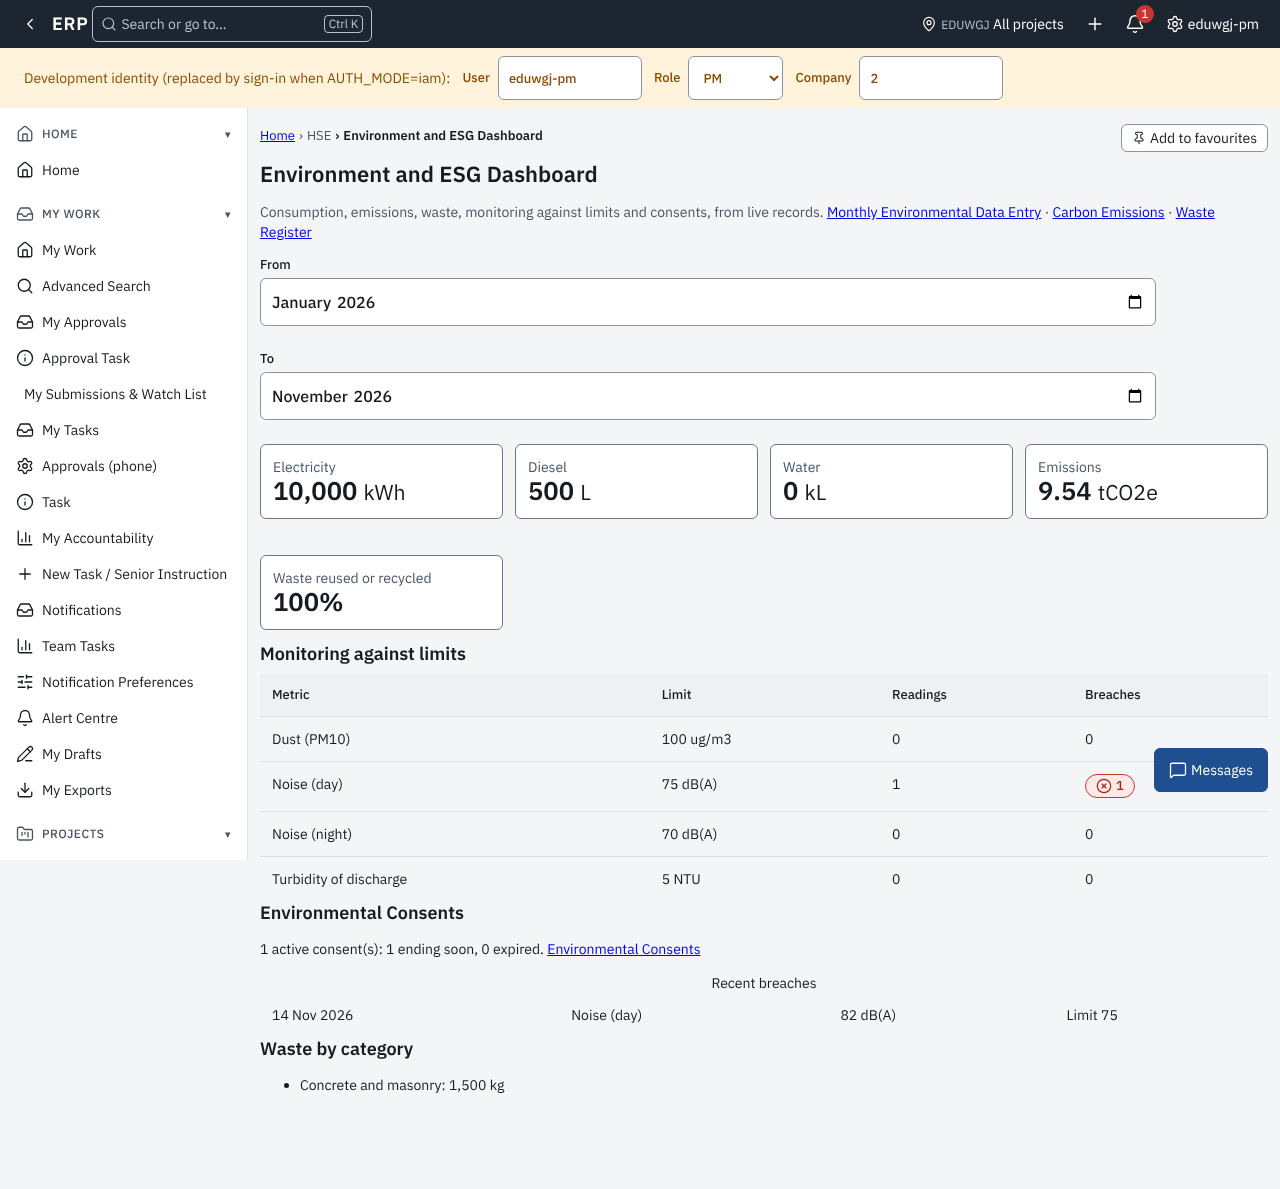 ERP
Search or go to...
Ctrl K
EDUWGJ All projects
1
eduwgj-pm
Development identity (replaced by sign-in when AUTH_MODE=iam):
User
eduwgj-pm
Role
PM
Company
2
HOME
Home
MY WORK
My Work
Advanced Search
My Approvals
Approval Task
My Submissions & Watch List
My Tasks
Approvals (phone)
Task
My Accountability
New Task / Senior Instruction
Notifications
Team Tasks
Notification Preferences
Alert Centre
My Drafts
My Exports
PROJECTS
Home › HSE › Environment and ESG Dashboard
Add to favourites
Environment and ESG Dashboard
Consumption, emissions, waste, monitoring against limits and consents, from live records. Monthly Environmental Data Entry · Carbon Emissions · Waste
Register
From
January 2026
To
November 2026
Electricity
10,000 kWh
Diesel
500 L
Water
0 kL
Emissions
9.54 tCO2e
Waste reused or recycled
100%
Monitoring against limits
Metric Limit Readings Breaches
Dust (PM10) 100 ug/m3 0 0
Noise (day) 75 dB(A) 1 1
Noise (night) 70 dB(A) 0 0
Turbidity of discharge 5 NTU 0 0
Messages
Environmental Consents
1 active consent(s): 1 ending soon, 0 expired. Environmental Consents
Recent breaches
14 Nov 2026 Noise (day) 82 dB(A) Limit 75
Waste by category
Concrete and masonry: 1,500 kg